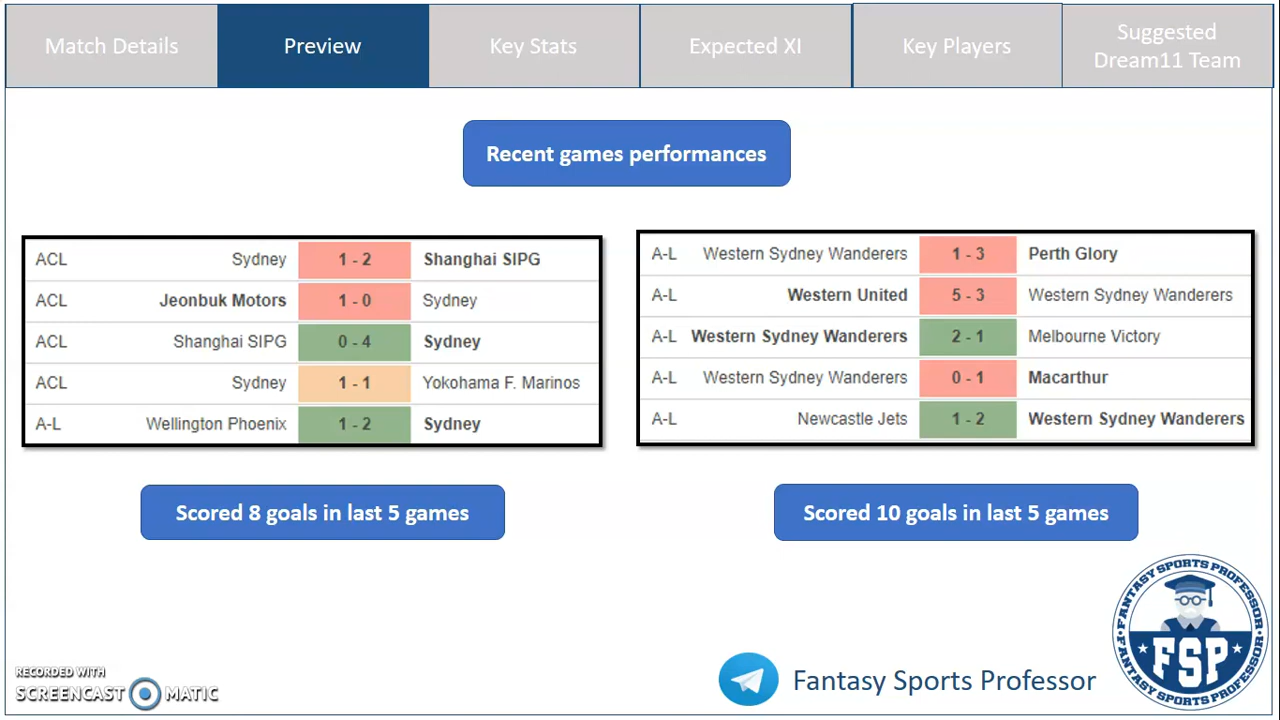 Match Details
Preview
Key Stats
Expected XI
Key Players
Suggested
Dream11 Team
Recent games performances
ACL Sydney 1 - 2 Shanghai SIPG
ACL Jeonbuk Motors 1 - 0 Sydney
ACL Shanghai SIPG 0 - 4 Sydney
ACL Sydney 1 - 1 Yokohama F. Marinos
A-L Wellington Phoenix 1 - 2 Sydney
A-L Western Sydney Wanderers 1 - 3 Perth Glory
A-L Western United 5 - 3 Western Sydney Wanderers
A-L Western Sydney Wanderers 2 - 1 Melbourne Victory
A-L Western Sydney Wanderers 0 - 1 Macarthur
A-L Newcastle Jets 1 - 2 Western Sydney Wanderers
Scored 8 goals in last 5 games
Scored 10 goals in last 5 games
RECORDED WITH
SCREENCAST MATIC
Fantasy Sports Professor
FANTASY SPORTS PROFESSOR
FANTASY SPORTS PROFESSOR
FSP